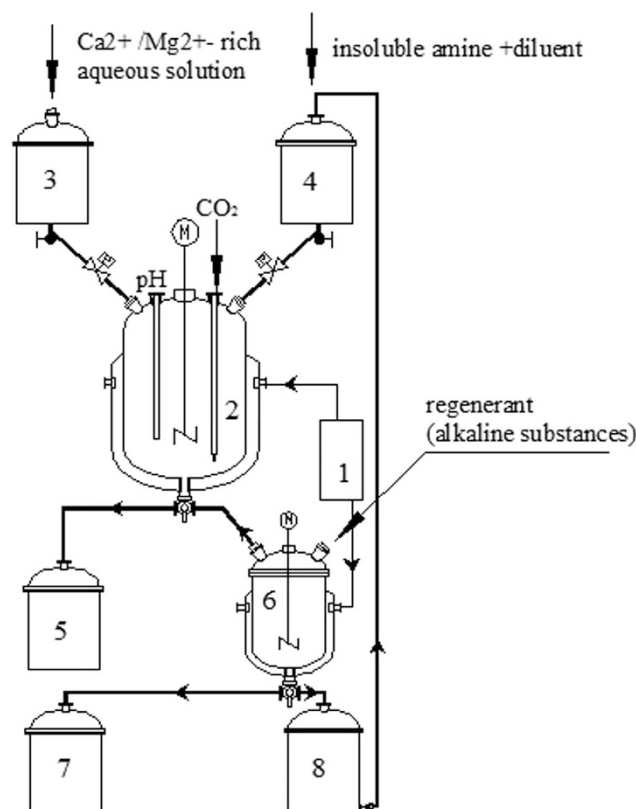 Ca2+ /Mg2+- rich
aqueous solution
insoluble amine +diluent
3
4
CO₂
M
pH
2
regenerant
(alkaline substances)
1
M
6
5
7
8